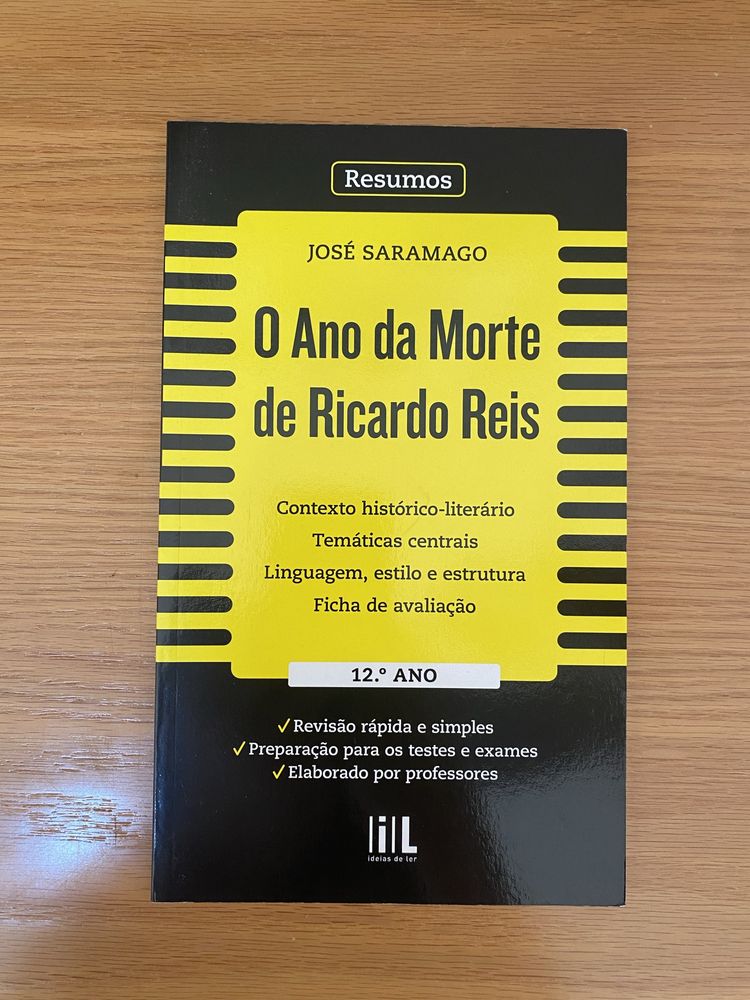 Resumos
JOSÉ SARAMAGO
O Ano da Morte
de Ricardo Reis
Contexto histórico-literário
Temáticas centrais
Linguagem, estilo e estrutura
Ficha de avaliação
12.º ANO
✓ Revisão rápida e simples
✓ Preparação para os testes e exames
✓ Elaborado por professores
|i|L
ideias de ler